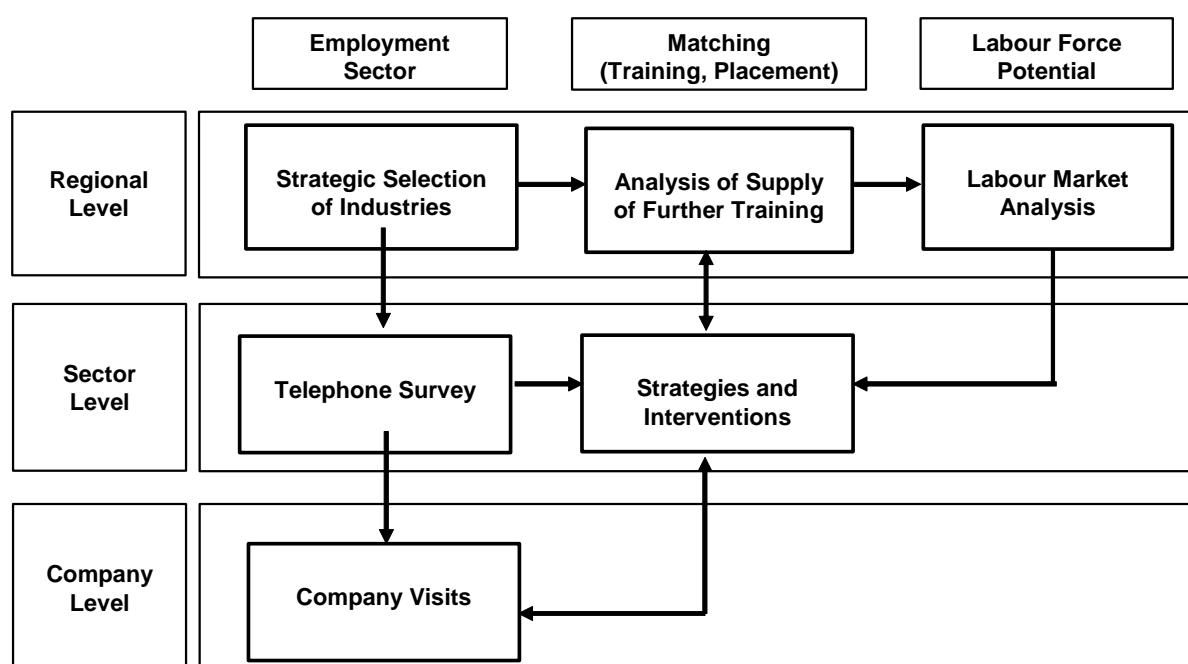 Employment
Sector
Matching
(Training, Placement)
Labour Force
Potential
Regional
Level
Strategic Selection
of Industries
Analysis of Supply
of Further Training
Labour Market
Analysis
Sector
Level
Telephone Survey
Strategies and
Interventions
Company
Level
Company Visits